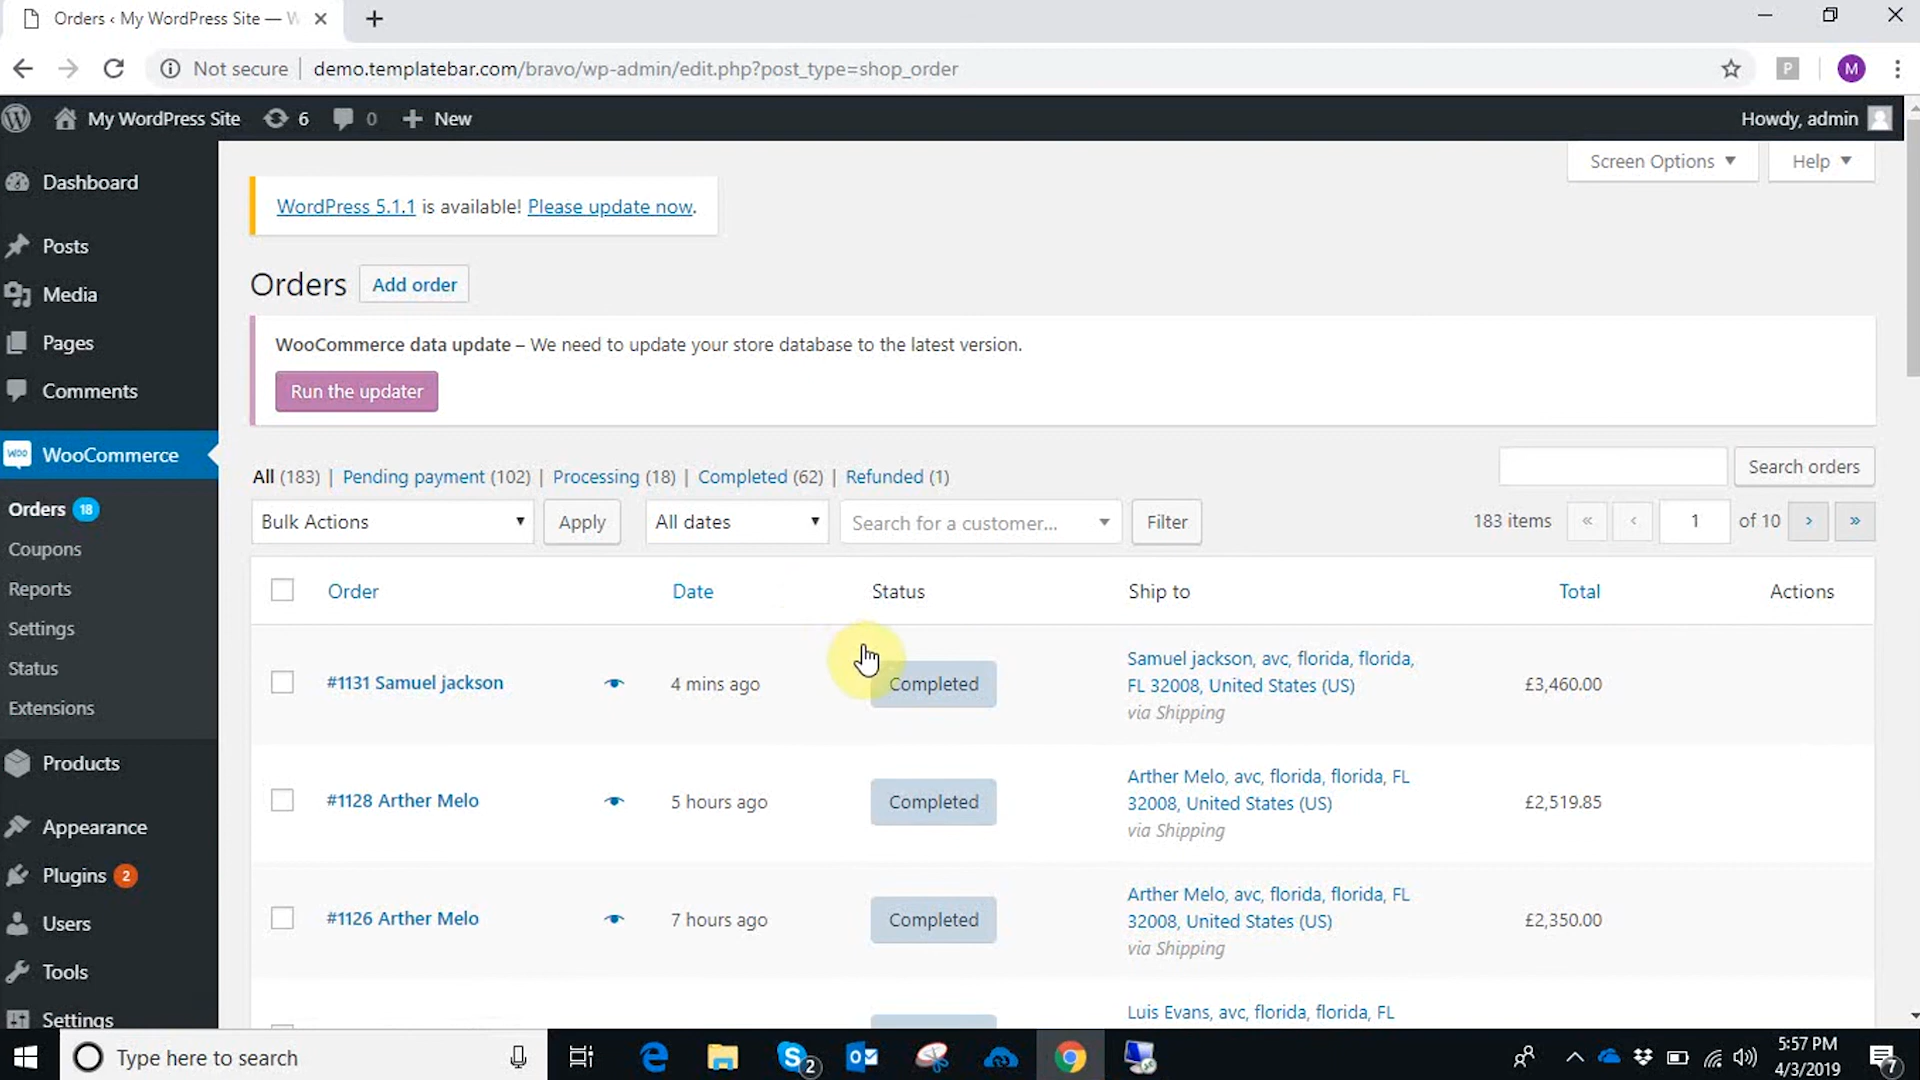 Orders ‹ My WordPress Site — W
Not secure
demo.templatebar.com/bravo/wp-admin/edit.php?post_type=shop_order
P
M
My WordPress Site 6 0 New
Howdy, admin
Screen Options
Help
Dashboard
Posts
Media
Pages
Comments
WOO WooCommerce
Orders 18
Coupons
Reports
Settings
Status
Extensions
Products
Appearance
Plugins 2
Users
Tools
Settings
WordPress 5.1.1 is available! Please update now.
Orders Add order
WooCommerce data update – We need to update your store database to the latest version.
Run the updater
All (183) | Pending payment (102) | Processing (18) | Completed (62) | Refunded (1)
Search orders
Bulk Actions Apply All dates Search for a customer... Filter
183 items « ‹ 1 of 10 › »
Order Date Status Ship to Total Actions
#1131 Samuel jackson 4 mins ago Completed
Samuel jackson, avc, florida, florida,
FL 32008, United States (US)
via Shipping
£3,460.00
#1128 Arther Melo 5 hours ago Completed
Arther Melo, avc, florida, florida, FL
32008, United States (US)
via Shipping
£2,519.85
#1126 Arther Melo 7 hours ago Completed
Arther Melo, avc, florida, florida, FL
32008, United States (US)
via Shipping
£2,350.00
Luis Evans, avc, florida, florida, FL
Type here to search
2
5:57 PM
4/3/2019
7